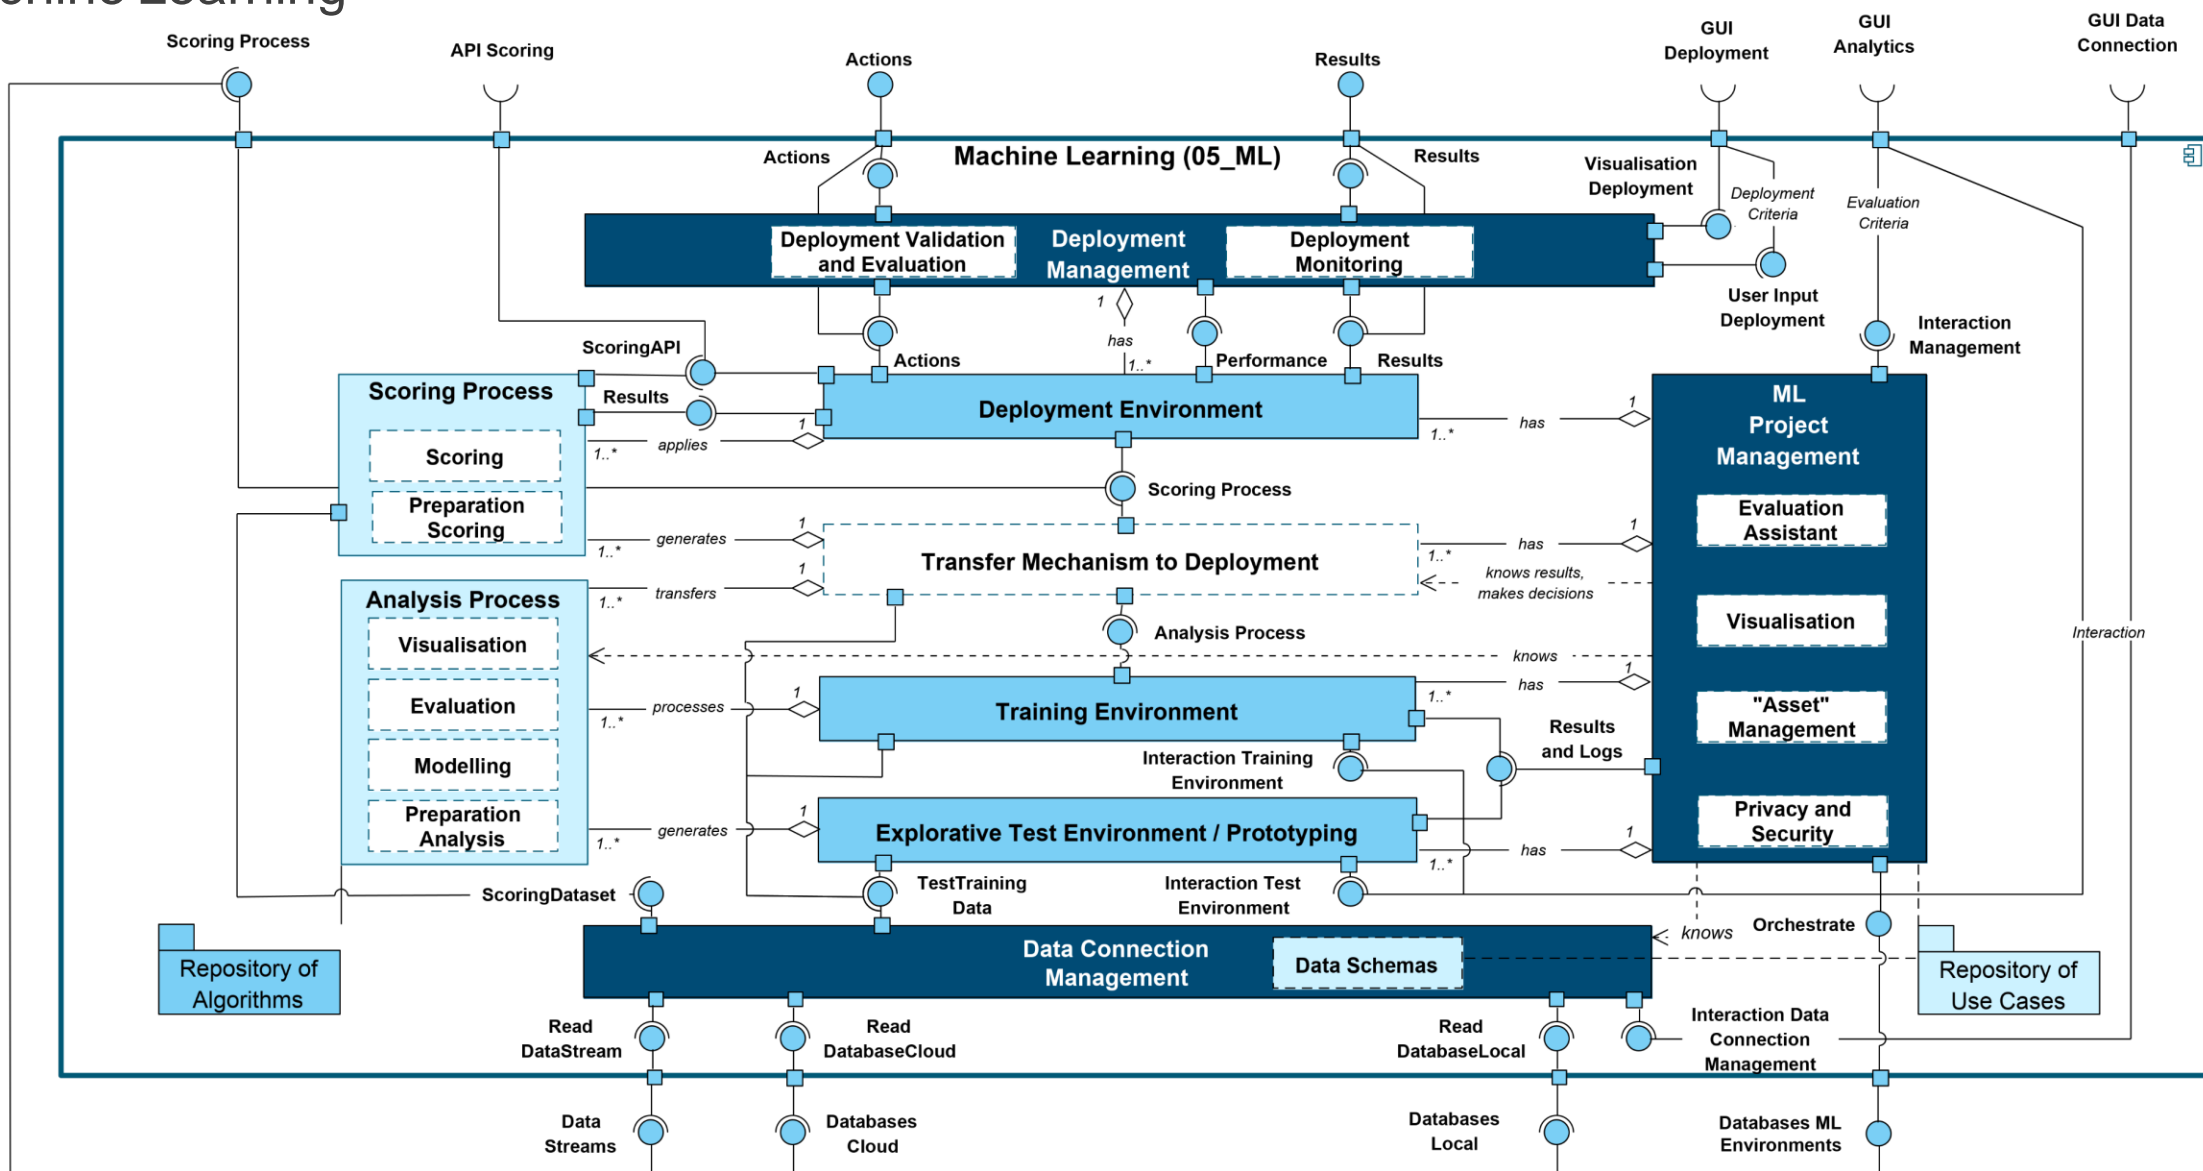 Scoring Process
API Scoring
Actions
Results
GUI
Deployment
GUI
Analytics
GUI Data
Connection
Machine Learning (05_ML)
Actions
Results
Visualisation
Deployment
Deployment
Criteria
Evaluation
Criteria
Deployment Validation
and Evaluation
Deployment
Management
Deployment
Monitoring
User Input
Deployment
Interaction
Management
1
has
1..*
ScoringAPI
Actions
Performance
Results
Scoring Process
Scoring
Preparation
Scoring
Results
1
applies
1..*
Deployment Environment
1
has
1..*
ML
Project
Management
Evaluation
Assistant
Visualisation
"Asset"
Management
Privacy and
Security
Scoring Process
1
generates
1..*
Transfer Mechanism to Deployment
1
has
1..*
knows results,
makes decisions
1
transfers
1..*
Analysis Process
Visualisation
Evaluation
Modelling
Preparation
Analysis
Analysis Process
knows
Interaction
1
has
1..*
1
processes
1..*
Training Environment
Results
and Logs
Interaction Training
Environment
1
generates
1..*
Explorative Test Environment / Prototyping
1
has
1..*
ScoringDataset
TestTraining
Data
Interaction Test
Environment
knows
Orchestrate
Repository of
Algorithms
Data Connection
Management
Data Schemas
Repository of
Use Cases
Read
DataStream
Read
DatabaseCloud
Read
DatabaseLocal
Interaction Data
Connection
Management
Data
Streams
Databases
Cloud
Databases
Local
Databases ML
Environments